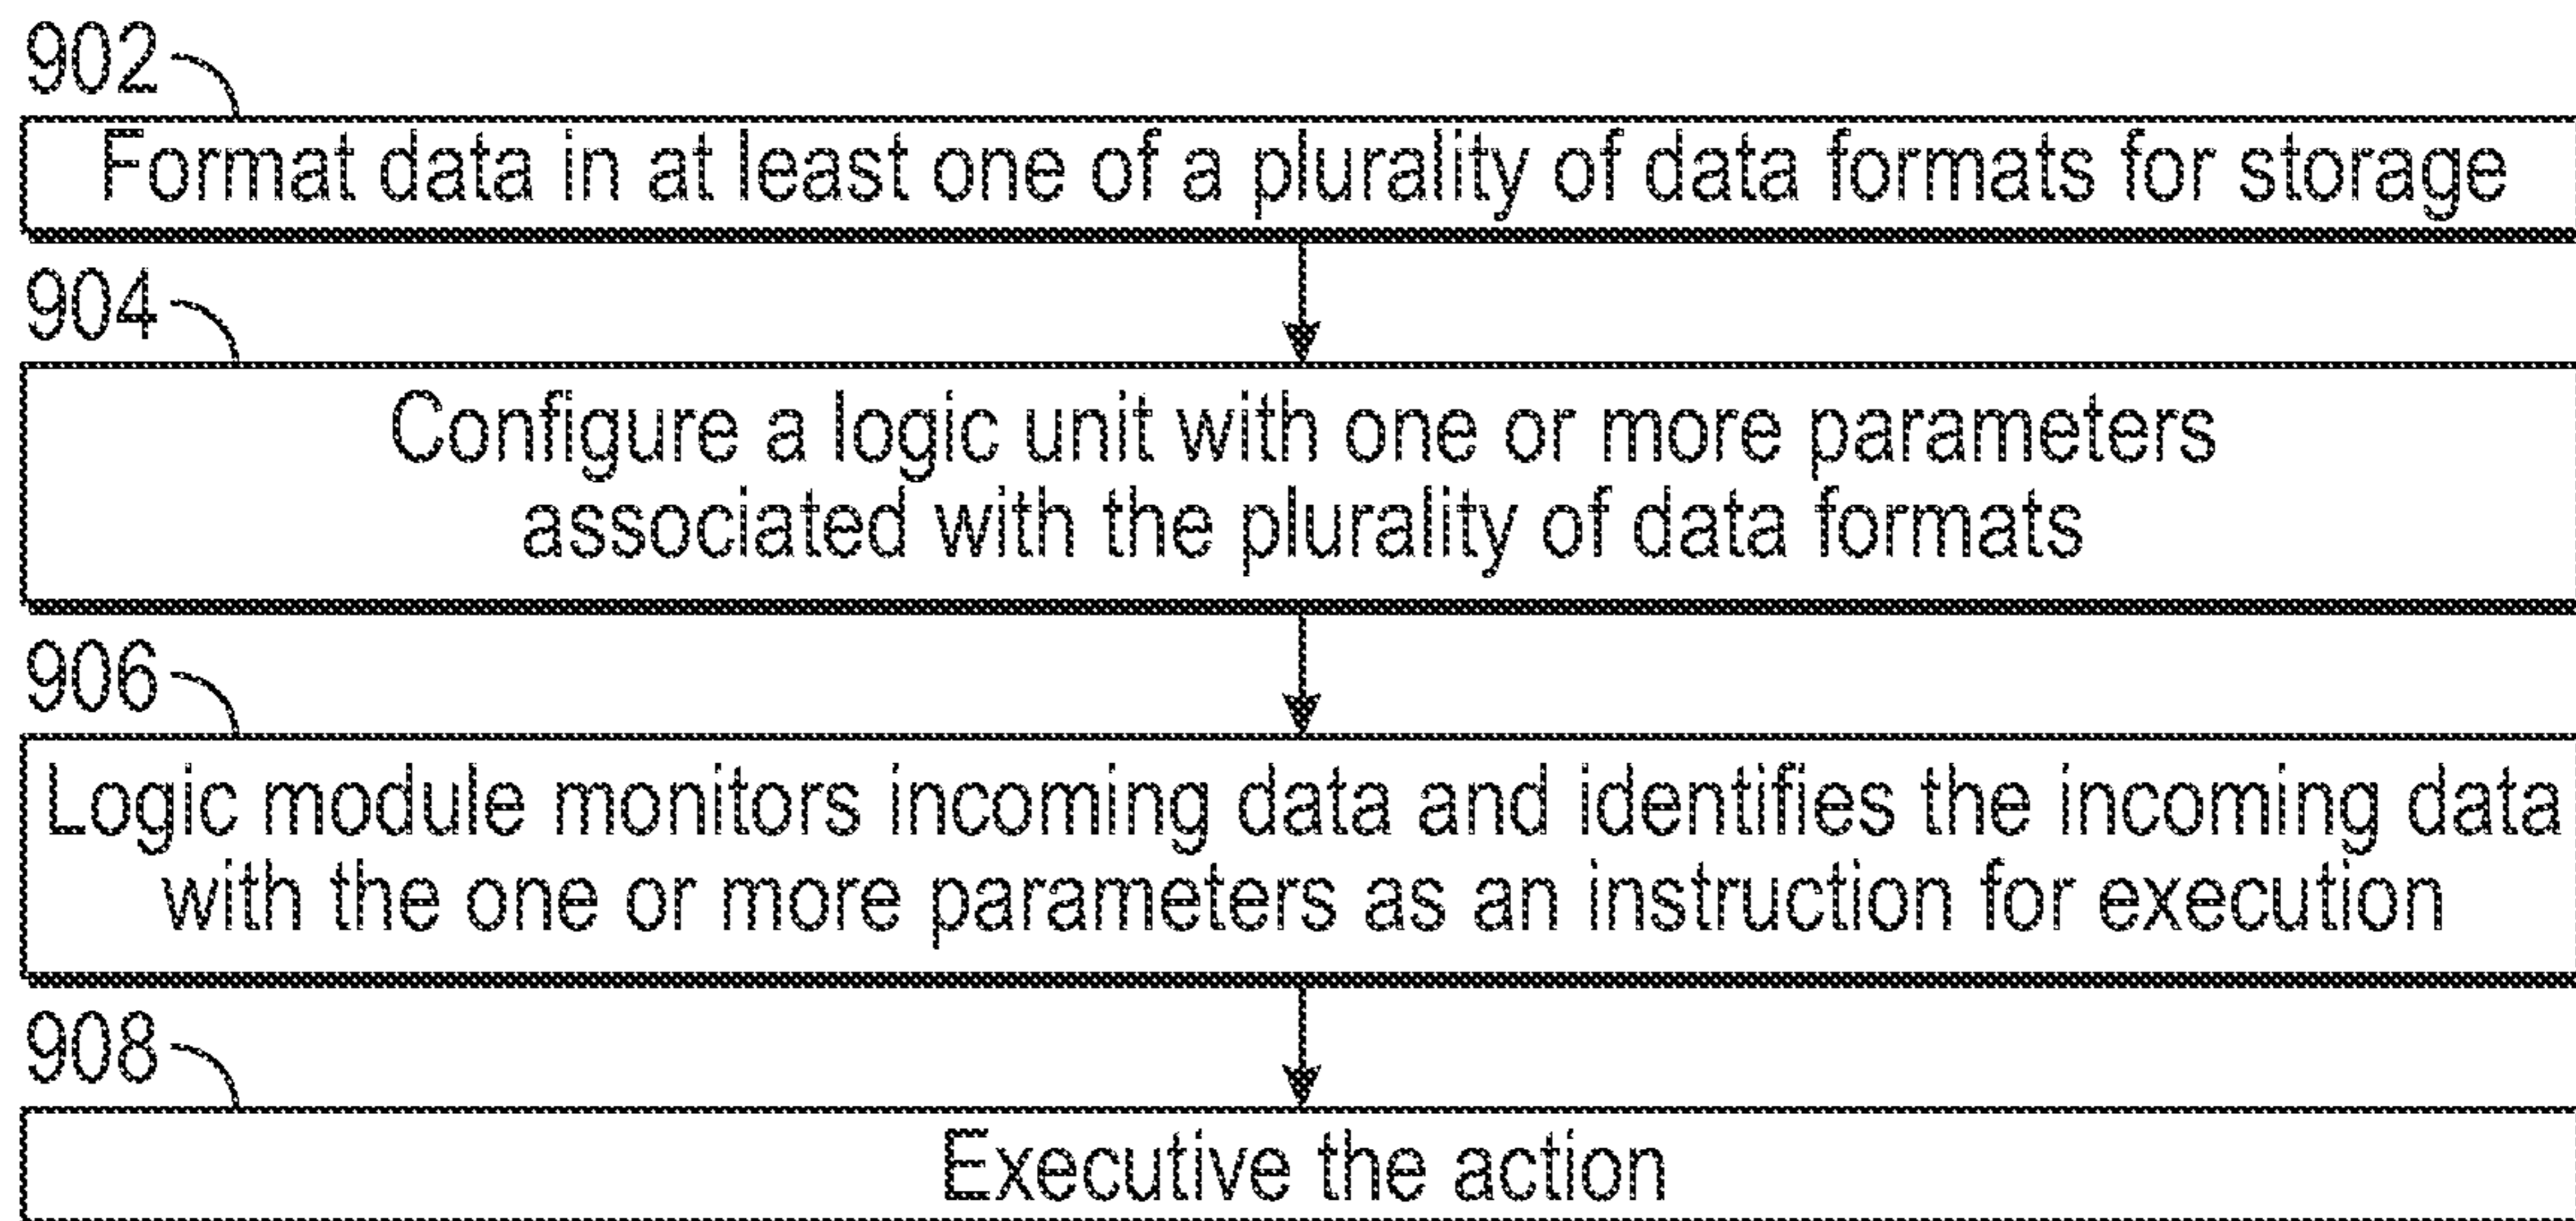 902
Format data in at least one of a plurality of data formats for storage
904
Configure a logic unit with one or more parameters
associated with the plurality of data formats
906
Logic module monitors incoming data and identifies the incoming data
with the one or more parameters as an instruction for execution
908
Executive the action